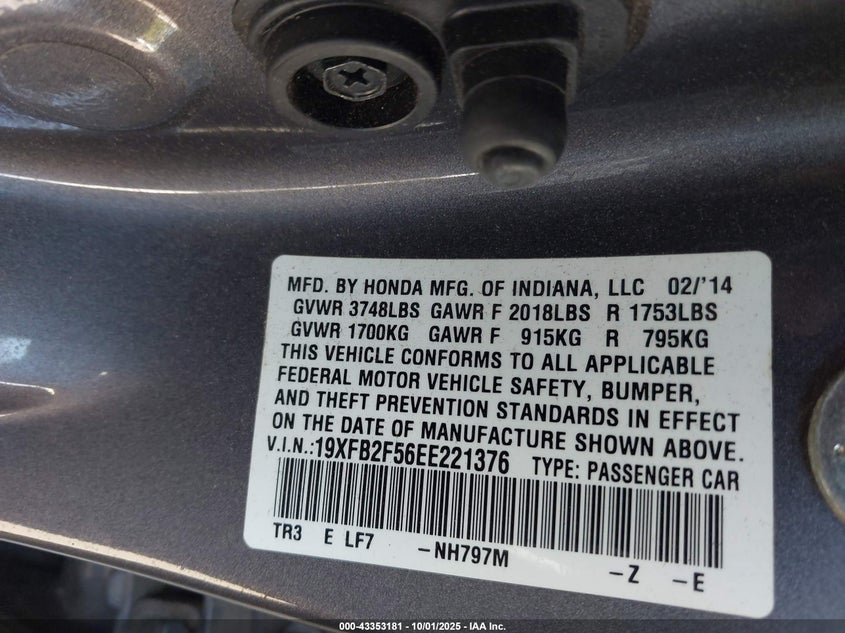 MFD. BY HONDA MFG. OF INDIANA, LLC 02/'14
GVWR 3748LBS GAWR F 2018LBS R 1753LBS
GVWR 1700KG GAWR F 915KG R 795KG
THIS VEHICLE CONFORMS TO ALL APPLICABLE
FEDERAL MOTOR VEHICLE SAFETY, BUMPER,
AND THEFT PREVENTION STANDARDS IN EFFECT
ON THE DATE OF MANUFACTURE SHOWN ABOVE.
V.I.N.:19XFB2F56EE221376 TYPE: PASSENGER CAR
TR3 E LF7 -NH797M -Z -E
000-43353181 - 10/01/2025 - IAA Inc.